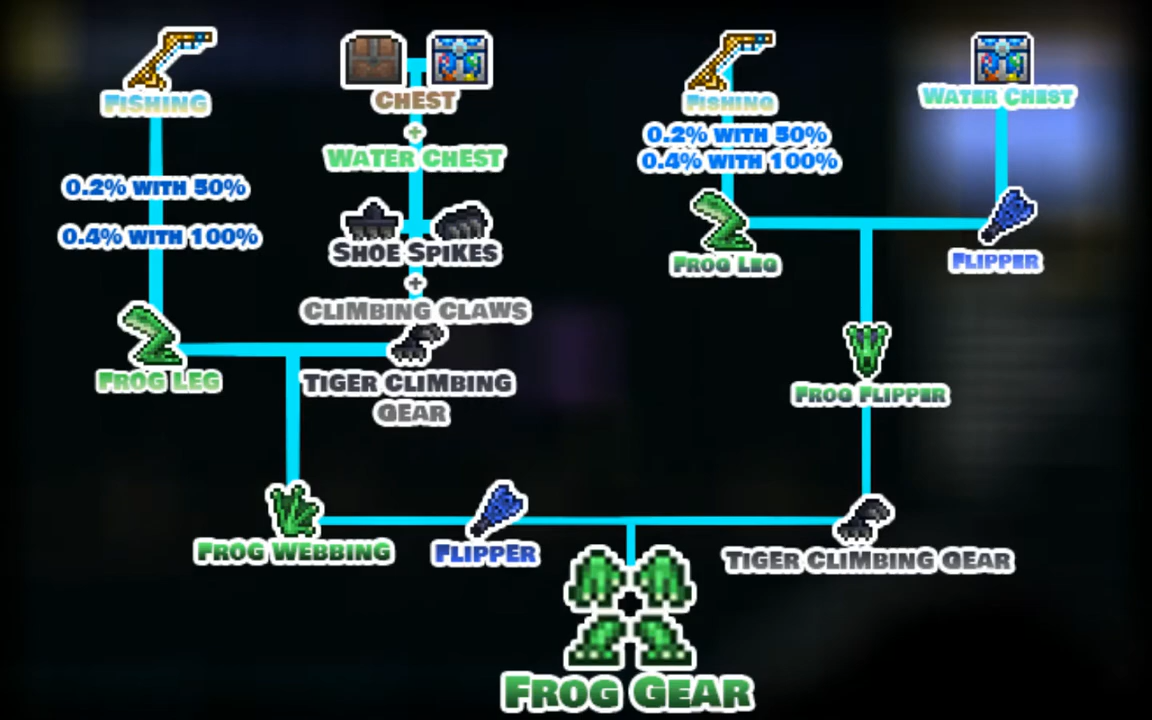 Fishing
0.2% with 50%
0.4% with 100%
Frog Leg
Chest
+
Water Chest
Shoe Spikes
+
Climbing Claws
Tiger Climbing
Gear
Frog Webbing
Flipper
Fishing
0.2% with 50%
0.4% with 100%
Frog Leg
Water Chest
Flipper
Frog Flipper
Tiger Climbing Gear
Frog Gear